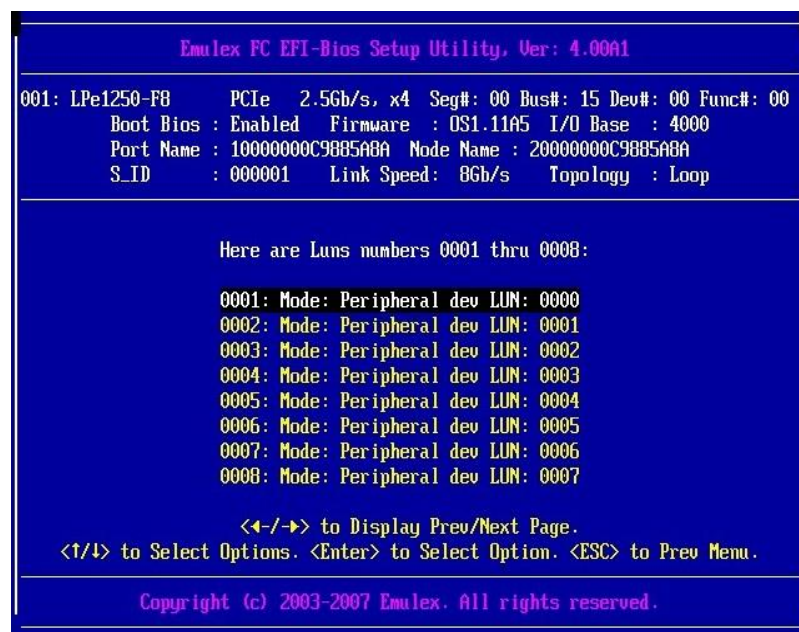 Emulex FC EFI-Bios Setup Utility, Ver: 4.00A1
001: LPe1250-F8 PCIe 2.5Gb/s, x4 Seg#: 00 Bus#: 15 Dev#: 00 Func#: 00
Boot Bios : Enabled Firmware : OS1.11A5 I/O Base : 4000
Port Name : 10000000C9885A8A Node Name : 20000000C9885A8A
S_ID : 000001 Link Speed: 8Gb/s Topology : Loop
Here are Luns numbers 0001 thru 0008:
0001: Mode: Peripheral dev LUN: 0000
0002: Mode: Peripheral dev LUN: 0001
0003: Mode: Peripheral dev LUN: 0002
0004: Mode: Peripheral dev LUN: 0003
0005: Mode: Peripheral dev LUN: 0004
0006: Mode: Peripheral dev LUN: 0005
0007: Mode: Peripheral dev LUN: 0006
0008: Mode: Peripheral dev LUN: 0007
<←-/-→> to Display Prev/Next Page.
<↑/↓> to Select Options. <Enter> to Select Option. <ESC> to Prev Menu.
Copyright (c) 2003-2007 Emulex. All rights reserved.